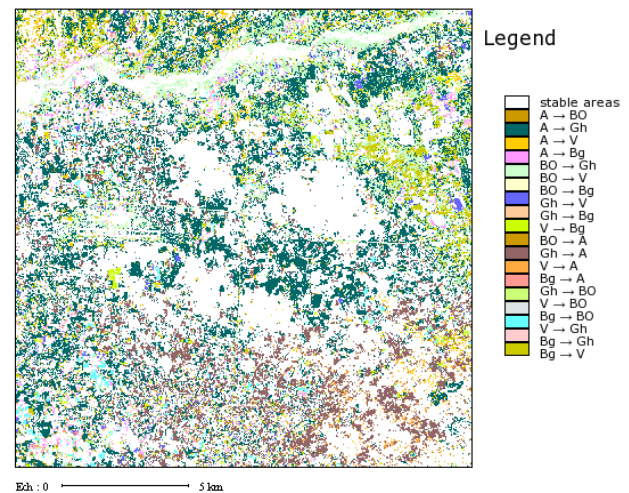 Legend
stable areas
A → BO
A → Gh
A → V
A → Bg
BO → Gh
BO → V
BO → Bg
Gh → V
Gh → Bg
V → Bg
BO → A
Gh → A
V → A
Bg → A
Gh → BO
V → BO
Bg → BO
V → Gh
Bg → Gh
Bg → V
Ech : 0 5 km